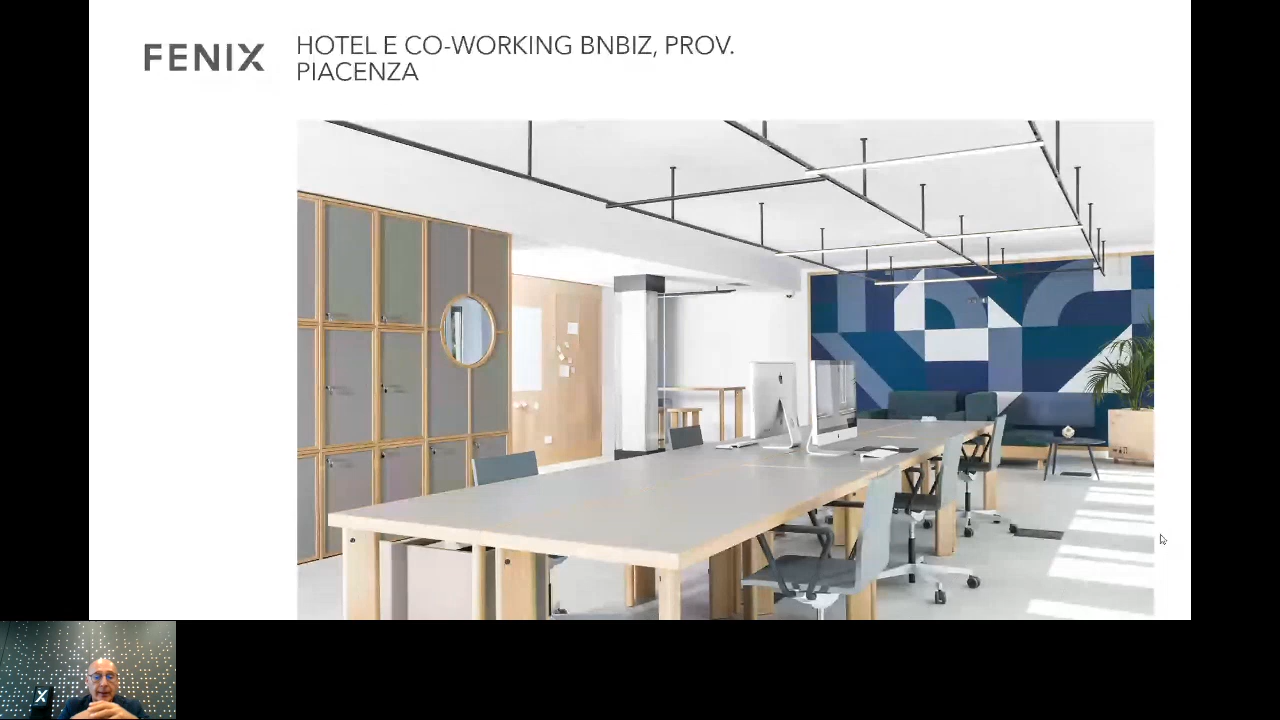 FENIX
HOTEL E CO-WORKING BNBIZ, PROV.
PIACENZA
X